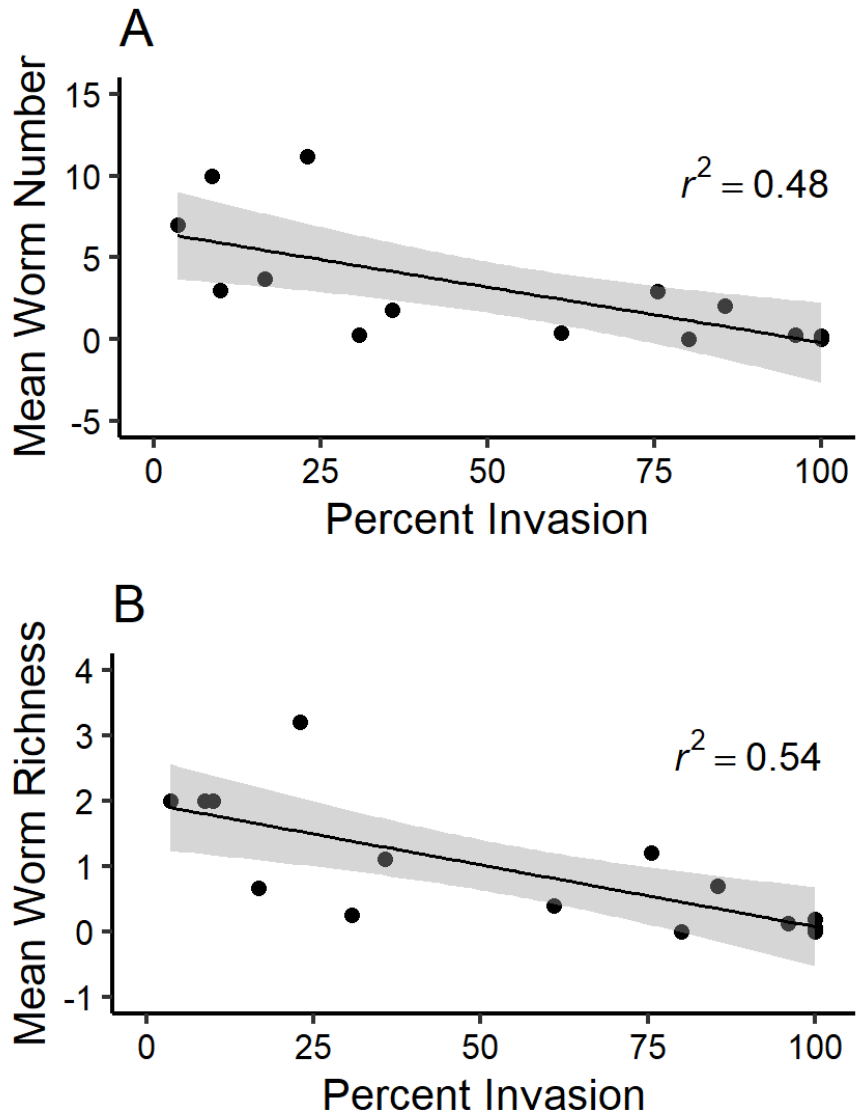 A
Mean Worm Number
15
10
5
0
-5
r² = 0.48
0 25 50 75 100
Percent Invasion
B
Mean Worm Richness
4
3
2
1
0
-1
r² = 0.54
0 25 50 75 100
Percent Invasion